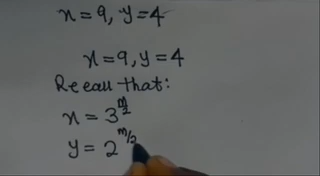 x=9, y=4
x=9, y=4
Recall that:
x = 3^{m/2}
y = 2^{m/2}